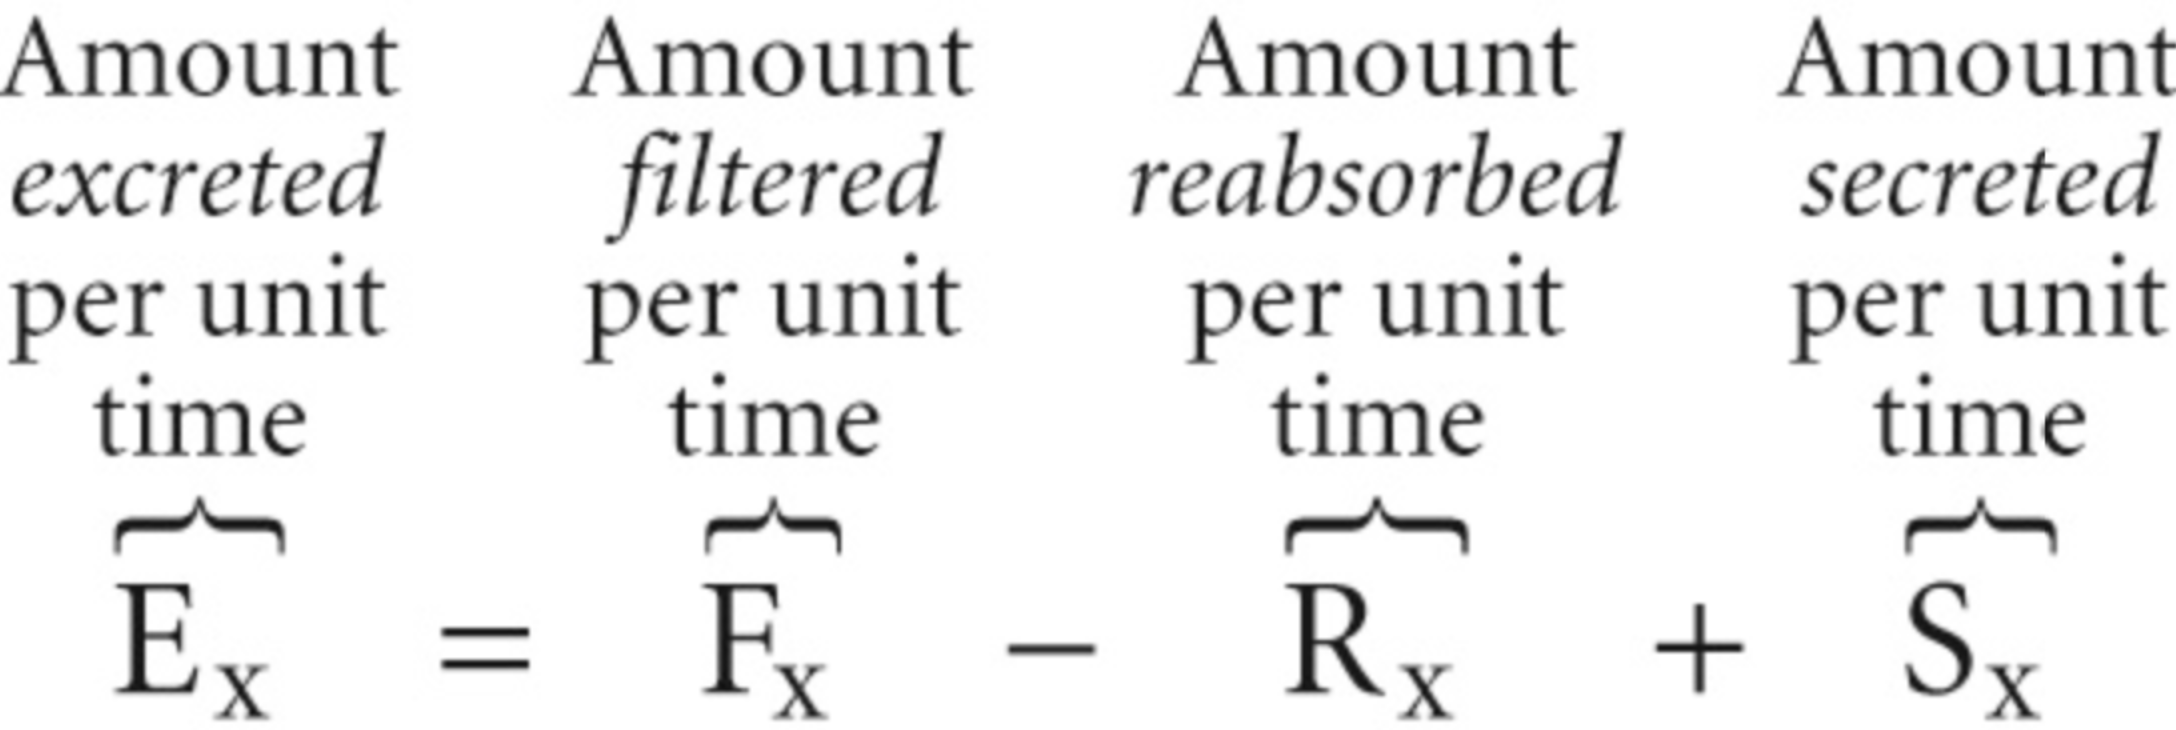 Amount Amount Amount Amount
excreted filtered reabsorbed secreted
per unit per unit per unit per unit
time time time time
Eₓ = Fₓ − Rₓ + Sₓ